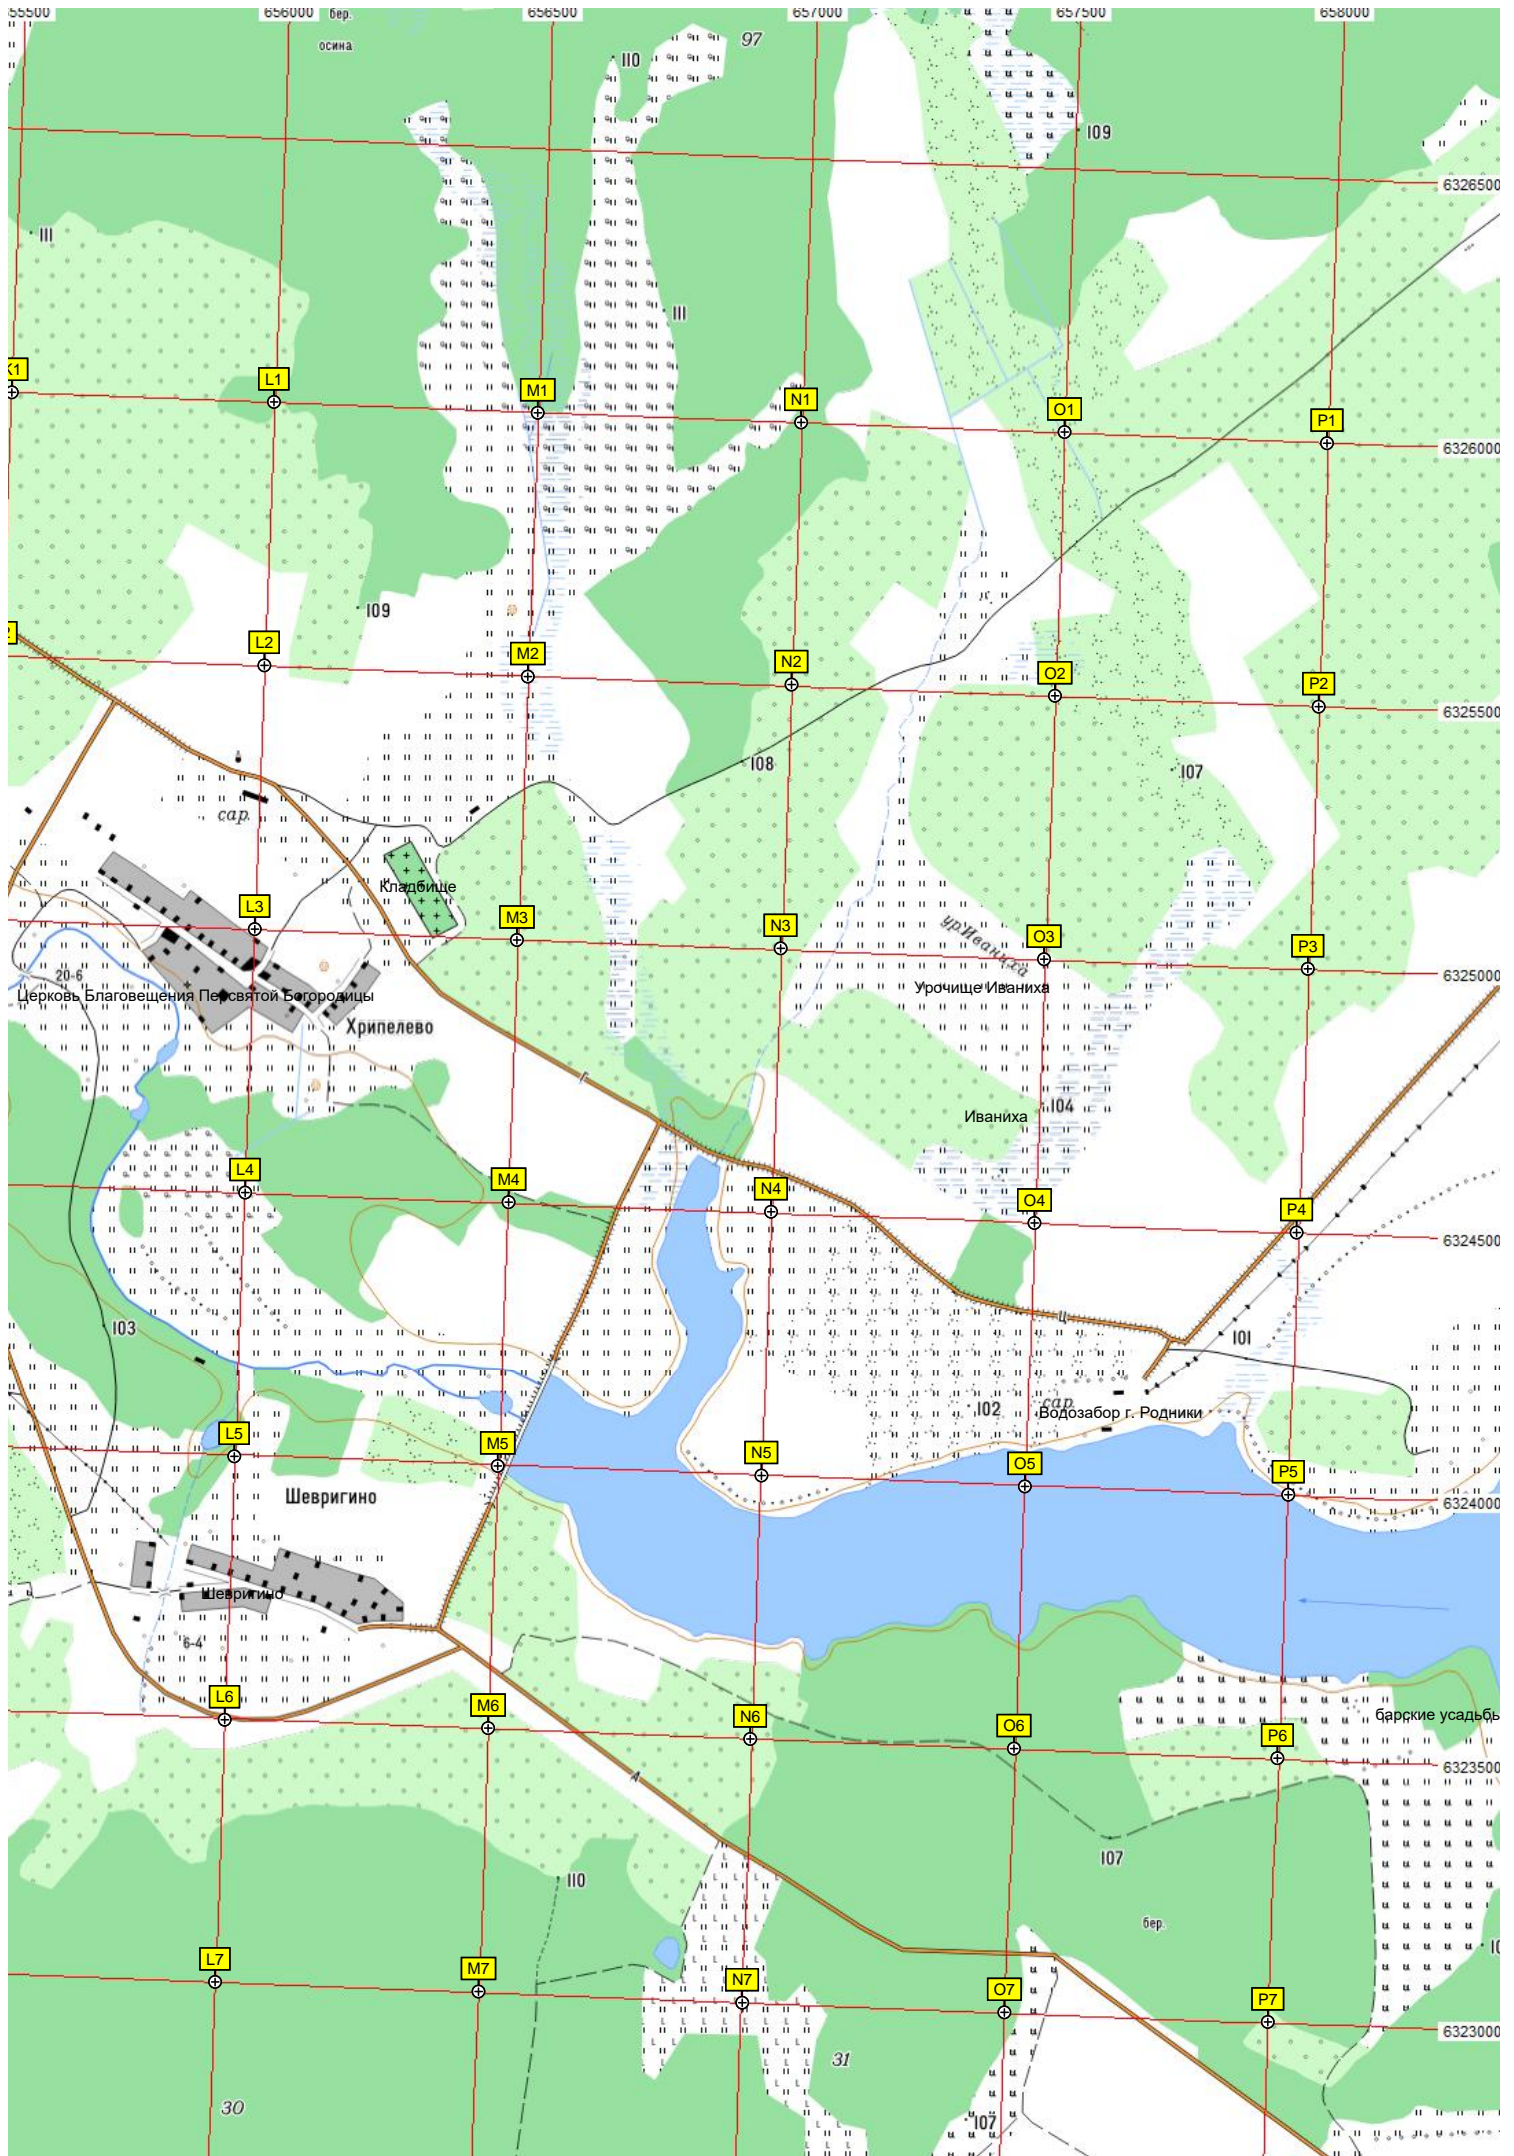 55500 656000 656500 657000 657500 658000
бер.
осина
97
110
109
6326500
111
111
K1
L1
M1
N1
O1
P1
6326000
109
L2
M2
N2
O2
P2
6325500
108
107
сар.
Кладбище
L3
M3
N3
O3
P3
ур.Иваниха
6325000
20-6
Урочище Иваниха
Церковь Благовещения Пресвятой Богородицы
Хрипелево
Г
104
Иваниха
L4
M4
N4
O4
P4
6324500
103
Ц
101
102
сар.
Водозабор г. Родники
L5
M5
N5
O5
P5
Шевригино
6324000
Шевригино
6-4
L6
M6
N6
O6
P6
барские усадьбы
6323500
А
107
110
бер.
L7
M7
N7
O7
P7
6323000
31
30
107